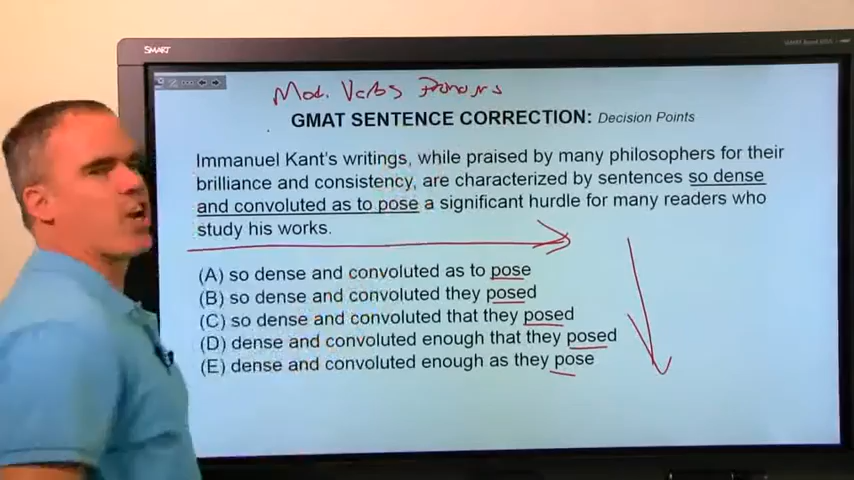 SMART
Mod. Verbs Pronouns
GMAT SENTENCE CORRECTION: Decision Points
Immanuel Kant's writings, while praised by many philosophers for their
brilliance and consistency, are characterized by sentences so dense
and convoluted as to pose a significant hurdle for many readers who
study his works.
(A) so dense and convoluted as to pose
(B) so dense and convoluted they posed
(C) so dense and convoluted that they posed
(D) dense and convoluted enough that they posed
(E) dense and convoluted enough as they pose